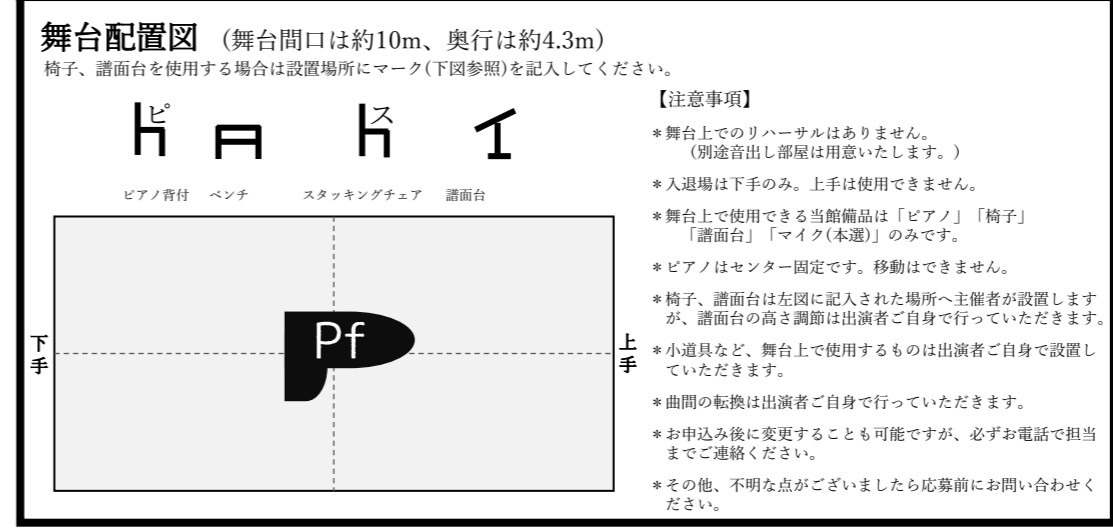 舞台配置図 (舞台間口は約10m、奥行は約4.3m)
椅子、譜面台を使用する場合は設置場所にマーク(下図参照)を記入してください。
ピ
ス
ピアノ背付 ベンチ スタッキングチェア 譜面台
下手
Pf
上手
【注意事項】
＊舞台上でのリハーサルはありません。
(別途音出し部屋は用意いたします。)
＊入退場は下手のみ。上手は使用できません。
＊舞台上で使用できる当館備品は「ピアノ」「椅子」
「譜面台」「マイク(本選)」のみです。
＊ピアノはセンター固定です。移動はできません。
＊椅子、譜面台は左図に記入された場所へ主催者が設置します
が、譜面台の高さ調節は出演者ご自身で行っていただきます。
＊小道具など、舞台上で使用するものは出演者ご自身で設置し
ていただきます。
＊曲間の転換は出演者ご自身で行っていただきます。
＊お申込み後に変更することも可能ですが、必ずお電話で担当
までご連絡ください。
＊その他、不明な点がございましたら応募前にお問い合わせく
ださい。